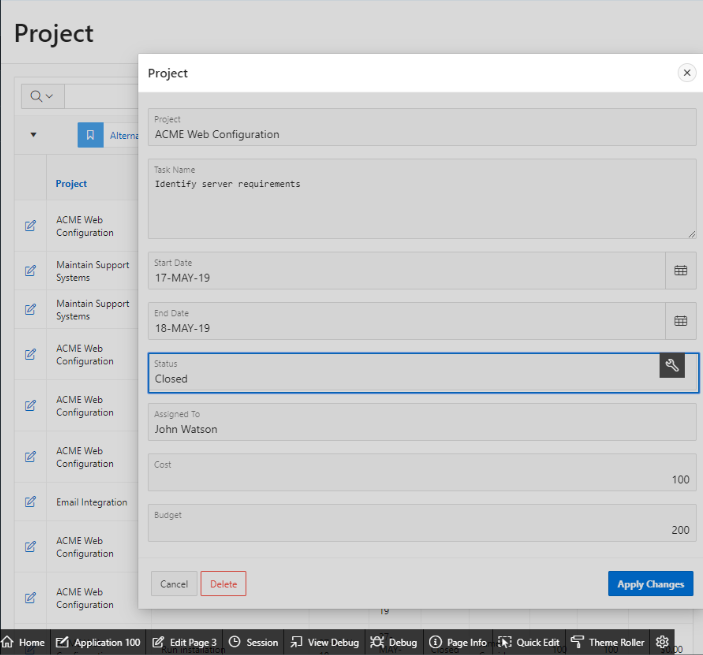 Project
Project
Project
ACME Web Configuration
Task Name
Identify server requirements
Start Date
17-MAY-19
End Date
18-MAY-19
Status
Closed
Assigned To
John Watson
Cost
100
Budget
200
Cancel
Delete
Apply Changes
Alterna
Project
ACME Web
Configuration
Maintain Support
Systems
Maintain Support
Systems
ACME Web
Configuration
ACME Web
Configuration
ACME Web
Configuration
Email Integration
ACME Web
Configuration
ACME Web
Configuration
19
Home
Application 100
Edit Page 3
Session
View Debug
Debug
Page Info
Quick Edit
Theme Roller